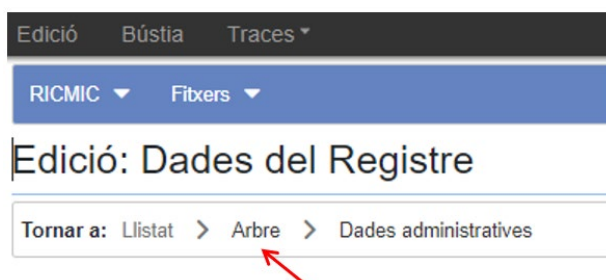 Edició Bústia Traces
RICMIC Fitxers
Edició: Dades del Registre
Tornar a: Llistat > Arbre > Dades administratives